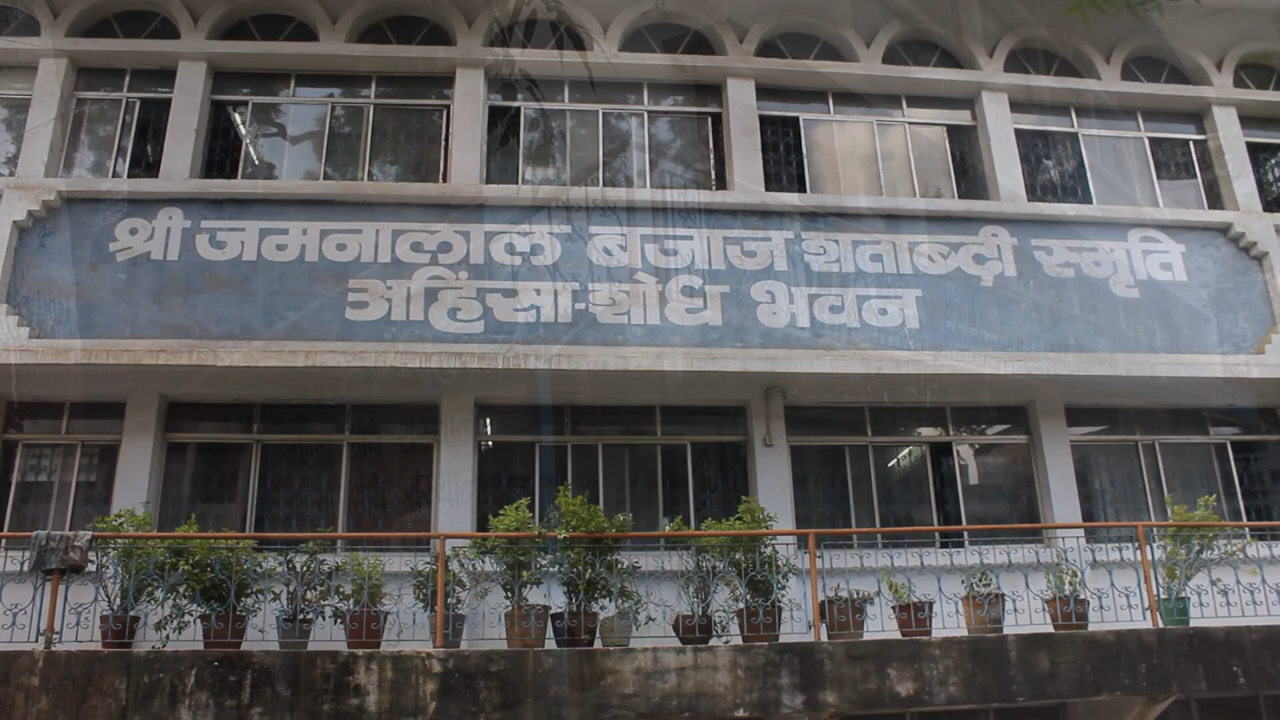 श्री जमनालाल बजाज शताब्दी स्मृति
अहिंसा-शोध भवन